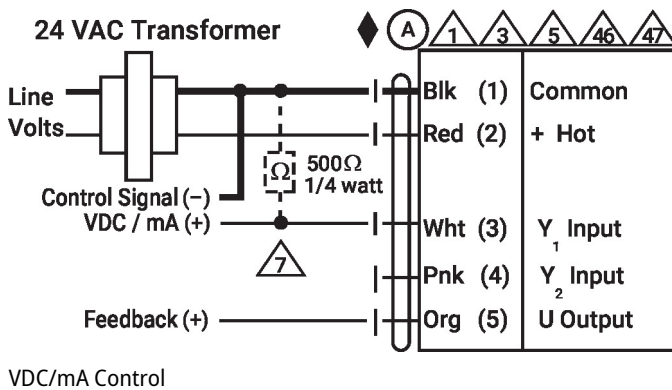 24 VAC Transformer
A 1 3 5 46 47
Line
Volts
Blk (1) Common
Red (2) + Hot
Ω 500Ω
1/4 watt
Control Signal (−)
VDC / mA (+)
Wht (3) Y1 Input
7
Pnk (4) Y2 Input
Feedback (+)
Org (5) U Output
VDC/mA Control